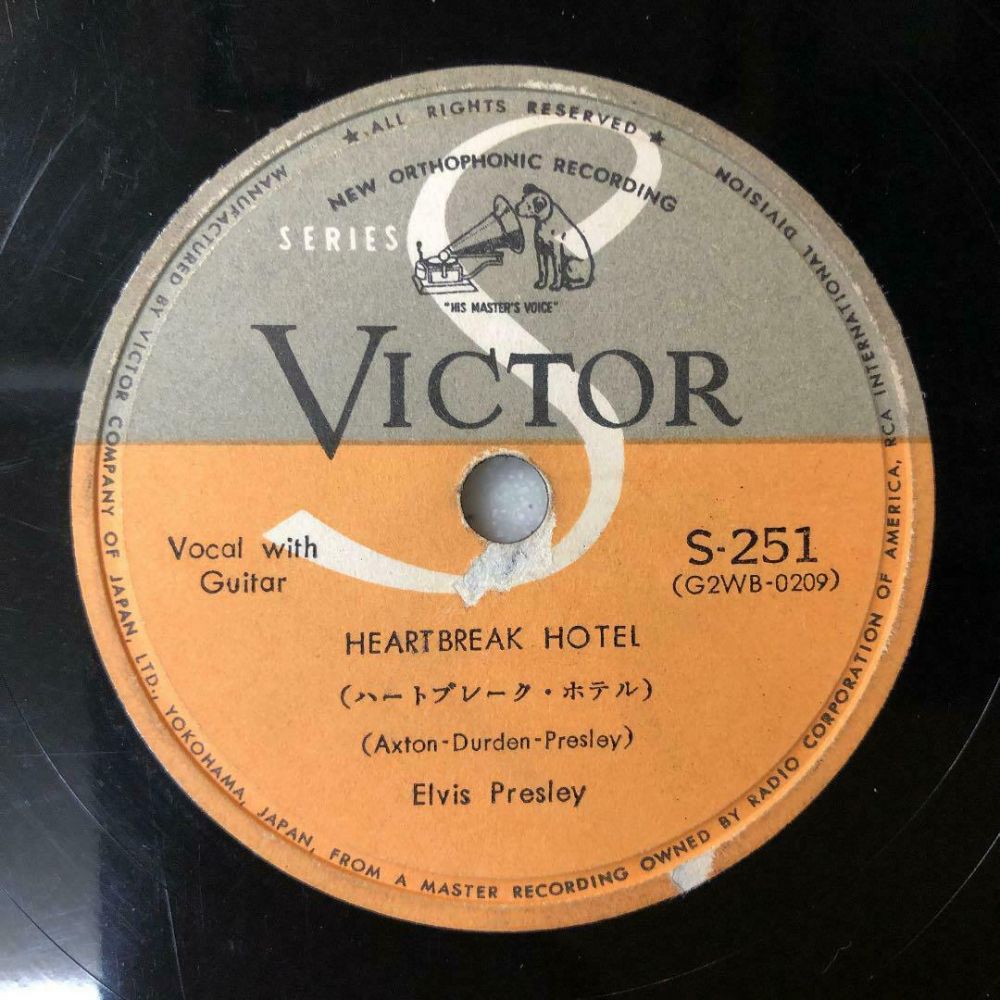 ★ ALL RIGHTS RESERVED ★
NEW ORTHOPHONIC RECORDING
S
SERIES
"HIS MASTER'S VOICE"
VICTOR
Vocal with
Guitar
S-251
(G2WB-0209)
HEARTBREAK HOTEL
(ハートブレーク・ホテル)
(Axton-Durden-Presley)
Elvis Presley
MANUFACTURED BY VICTOR COMPANY OF JAPAN, LTD., YOKOHAMA, JAPAN, FROM A MASTER RECORDING OWNED BY RADIO CORPORATION OF AMERICA, RCA INTERNATIONAL DIVISION